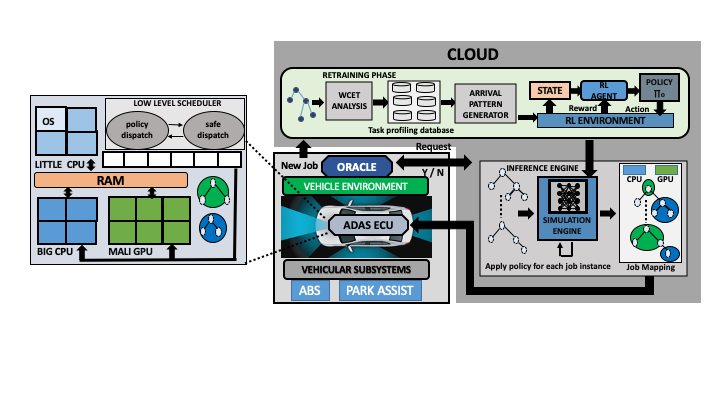 CLOUD
RETRAINING PHASE
WCET
ANALYSIS
Task profiling database
ARRIVAL
PATTERN
GENERATOR
STATE
RL
AGENT
POLICY
Reward
Action
RL ENVIRONMENT
LOW LEVEL SCHEDULER
OS
policy
dispatch
safe
dispatch
LITTLE CPU
RAM
BIG CPU
MALI GPU
New Job
ORACLE
Request
Y / N
VEHICLE ENVIRONMENT
ADAS ECU
VEHICULAR SUBSYSTEMS
ABS
PARK ASSIST
INFERENCE ENGINE
SIMULATION
ENGINE
Apply policy for each job instance
CPU
GPU
Job Mapping